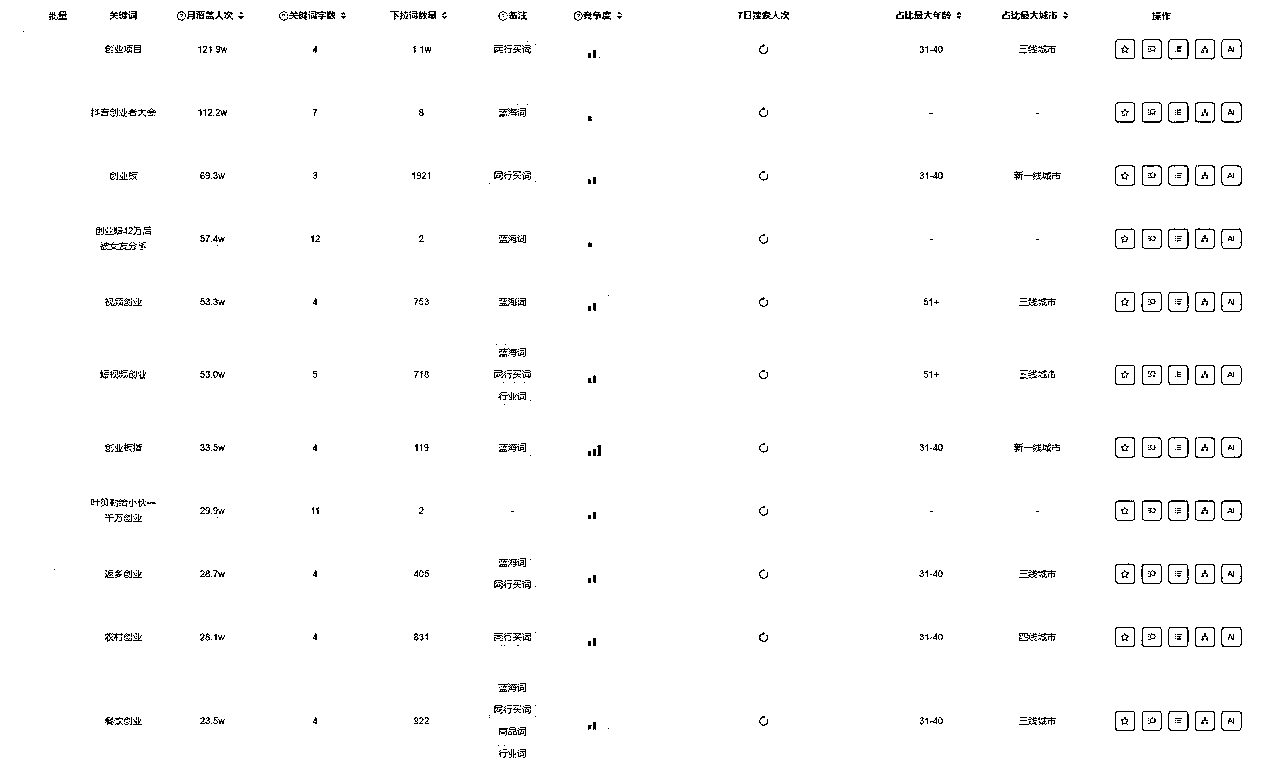 批量 关键词 月覆盖人次 关键词字数 下拉词数量 备注 竞争度 7日搜索人次 占比最大年龄 占比最大城市 操作
创业项目 121.9w 4 1.1w 同行买词 31-40 三线城市 AI
抖音创业者大会 112.2w 7 8 蓝海词 - - AI
创业板 69.3w 3 1921 同行买词 31-40 新一线城市 AI
创业赔42万后
被女友分手
57.4w 12 2 蓝海词 - - AI
视频创业 53.3w 4 753 蓝海词 51+ 三线城市 AI
蓝海词
短视频创业 53.0w 5 718 同行买词 51+ 三线城市 AI
行业词
创业板指 33.5w 4 119 蓝海词 31-40 新一线城市 AI
千万创业
29.9w 11 2 - - - AI
蓝海词
返乡创业 28.7w 4 405 31-40 三线城市 AI
同行买词
农村创业 28.1w 4 831 同行买词 31-40 四线城市 AI
蓝海词
同行买词
餐饮创业 23.5w 4 922 31-40 三线城市 AI
商品词
行业词